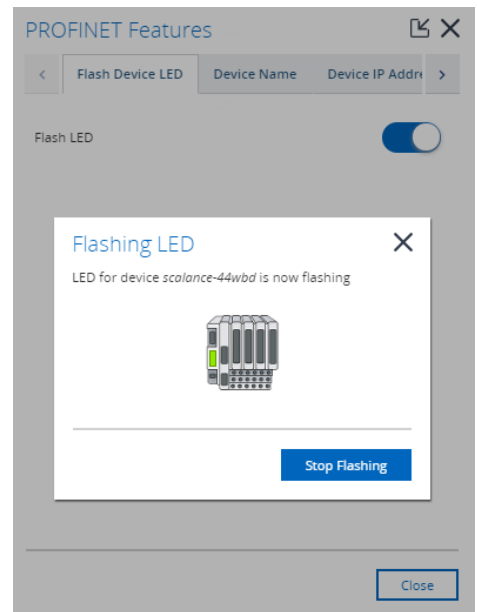 PROFINET Features
Flash Device LED Device Name Device IP Addre
Flash LED
Flashing LED
LED for device scalance-44wbd is now flashing
Stop Flashing
Close